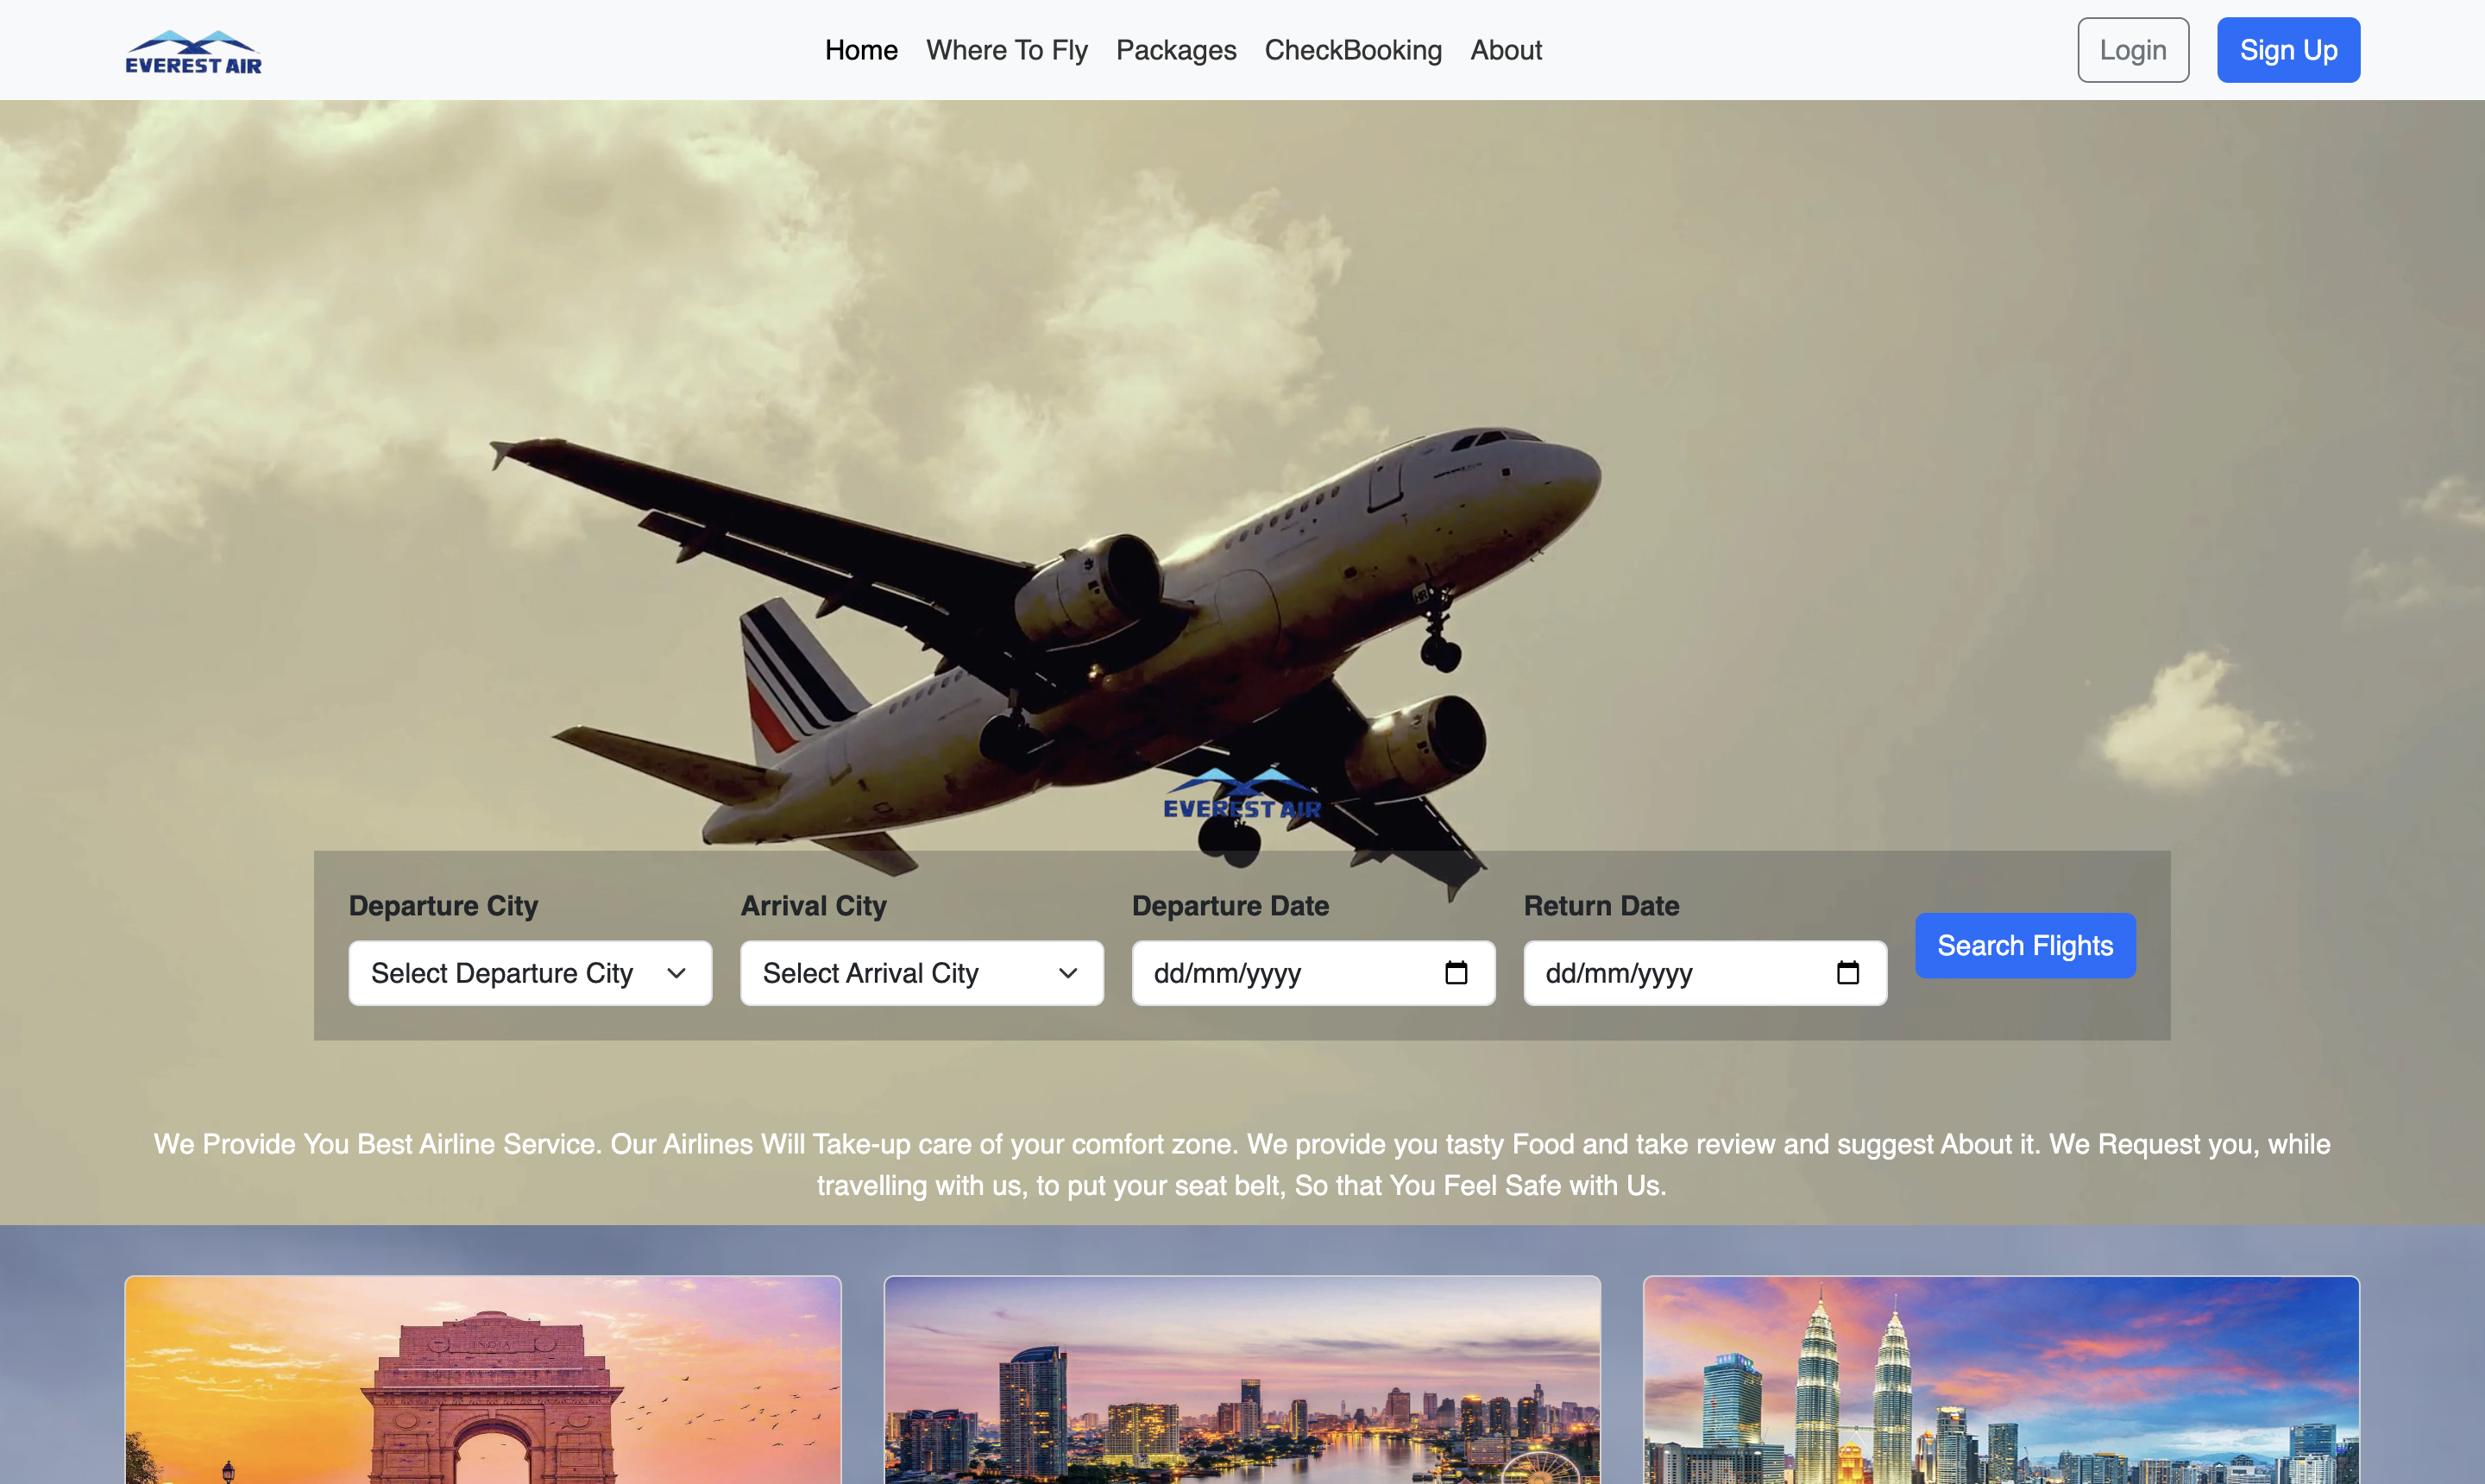 EVEREST AIR
Home Where To Fly Packages CheckBooking About
Login Sign Up
EVEREST AIR
Departure City Arrival City Departure Date Return Date
Select Departure City Select Arrival City dd/mm/yyyy dd/mm/yyyy Search Flights
We Provide You Best Airline Service. Our Airlines Will Take-up care of your comfort zone. We provide you tasty Food and take review and suggest About it. We Request you, while
travelling with us, to put your seat belt, So that You Feel Safe with Us.
INDIA